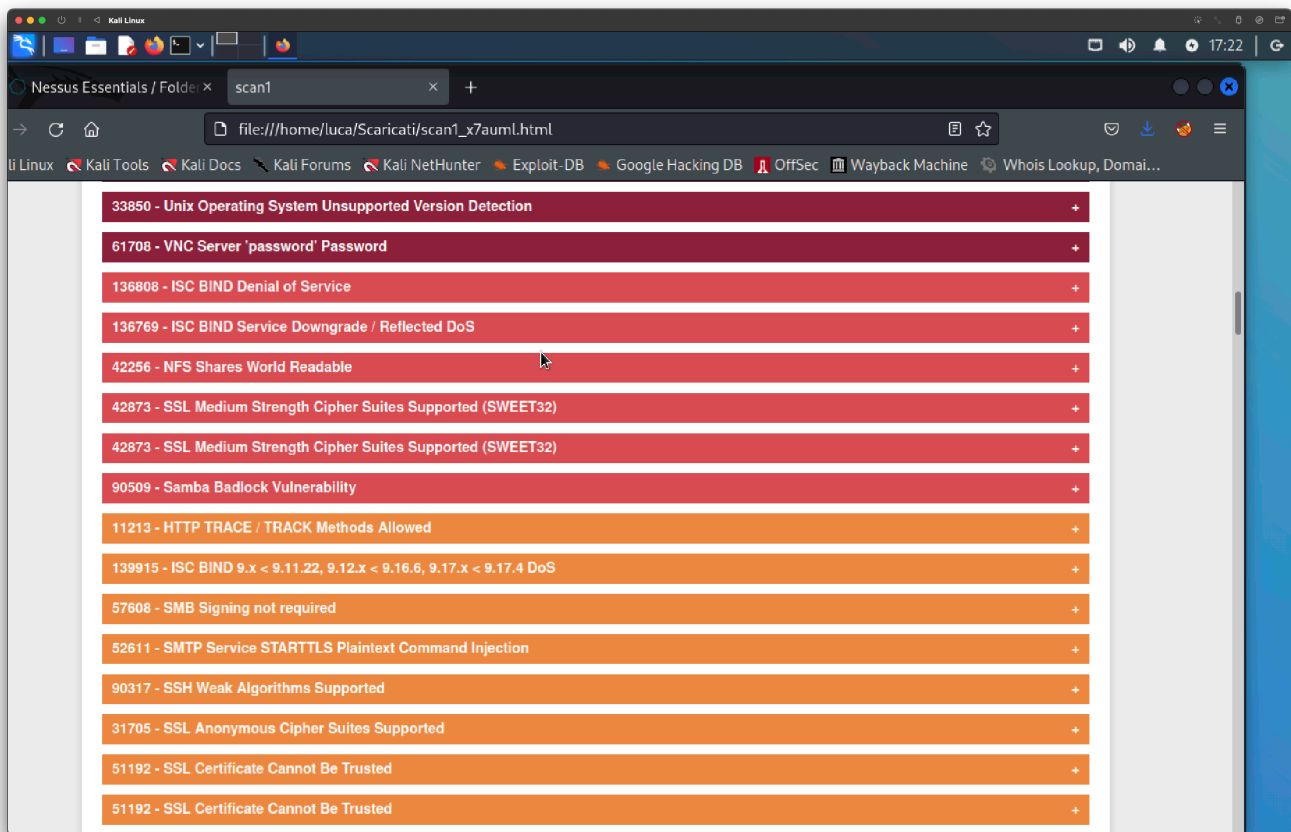 Kali Linux
17:22
Nessus Essentials / Folde
scan1
file:///home/luca/Scaricati/scan1_x7auml.html
li Linux Kali Tools Kali Docs Kali Forums Kali NetHunter Exploit-DB Google Hacking DB OffSec Wayback Machine Whois Lookup, Domai...
33850 - Unix Operating System Unsupported Version Detection +
61708 - VNC Server 'password' Password +
136808 - ISC BIND Denial of Service +
136769 - ISC BIND Service Downgrade / Reflected DoS +
42256 - NFS Shares World Readable +
42873 - SSL Medium Strength Cipher Suites Supported (SWEET32) +
42873 - SSL Medium Strength Cipher Suites Supported (SWEET32) +
90509 - Samba Badlock Vulnerability +
11213 - HTTP TRACE / TRACK Methods Allowed +
139915 - ISC BIND 9.x < 9.11.22, 9.12.x < 9.16.6, 9.17.x < 9.17.4 DoS +
57608 - SMB Signing not required +
52611 - SMTP Service STARTTLS Plaintext Command Injection +
90317 - SSH Weak Algorithms Supported +
31705 - SSL Anonymous Cipher Suites Supported +
51192 - SSL Certificate Cannot Be Trusted +
51192 - SSL Certificate Cannot Be Trusted +